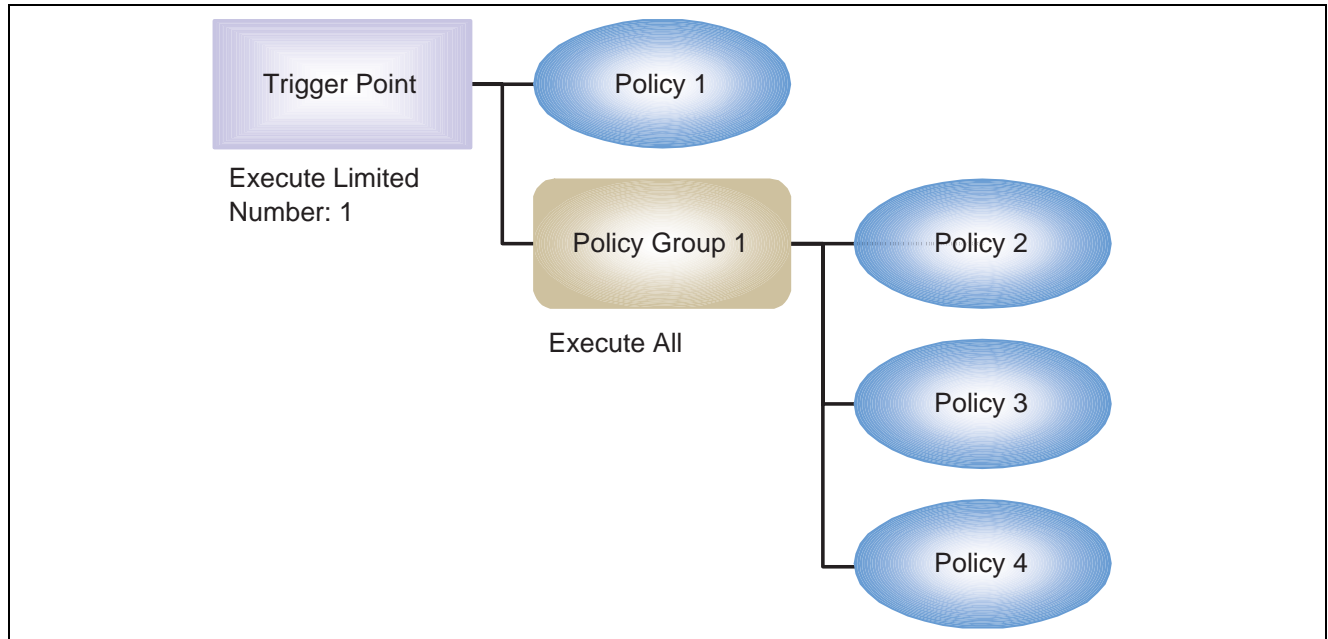 Trigger Point
Policy 1
Execute Limited
Number: 1
Policy Group 1
Policy 2
Execute All
Policy 3
Policy 4